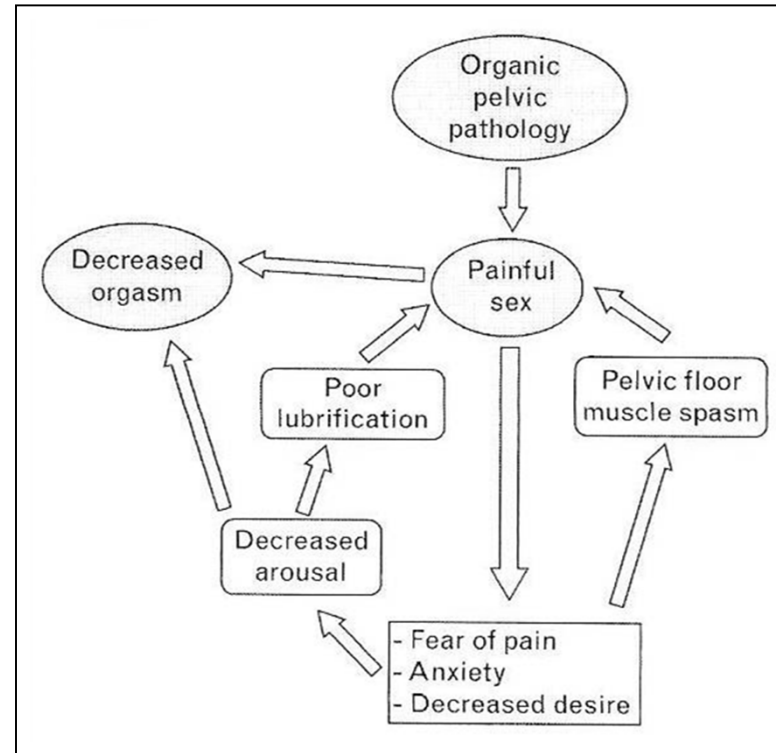 Organic
pelvic
pathology
Decreased
orgasm
Painful
sex
Poor
lubrification
Pelvic floor
muscle spasm
Decreased
arousal
- Fear of pain
- Anxiety
- Decreased desire